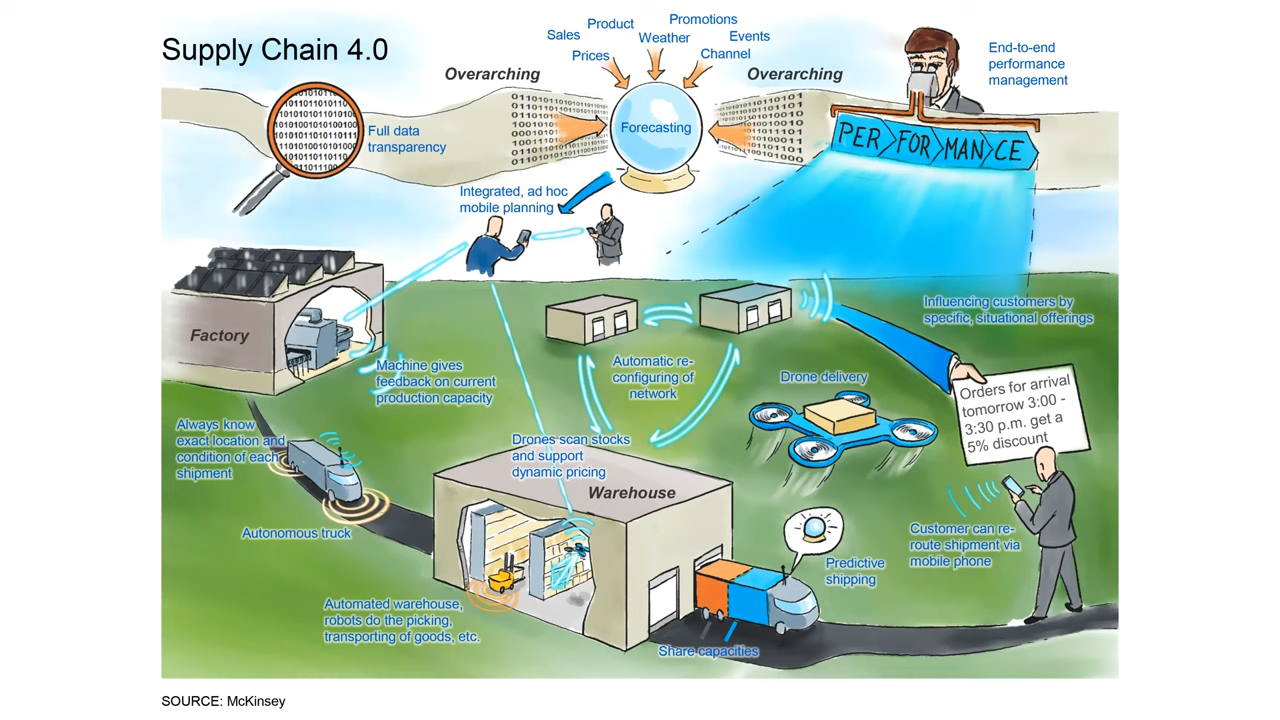 Supply Chain 4.0
Sales
Product
Promotions
Prices
Weather
Events
Channel
Overarching
Overarching
Forecasting
End-to-end
performance
management
PER FOR MAN CE
Full data
transparency
Integrated, ad hoc
mobile planning
Factory
Machine gives
feedback on current
production capacity
Automatic re-
configuring of
network
Influencing customers by
specific, situational offerings
Drone delivery
Orders for arrival
tomorrow 3:00 -
3:30 p.m. get a
5% discount
Always know
exact location and
condition of each
shipment
Autonomous truck
Drones scan stocks
and support
dynamic pricing
Warehouse
Customer can re-
route shipment via
mobile phone
Predictive
shipping
Automated warehouse,
robots do the picking,
transporting of goods, etc.
Share capacities
SOURCE: McKinsey